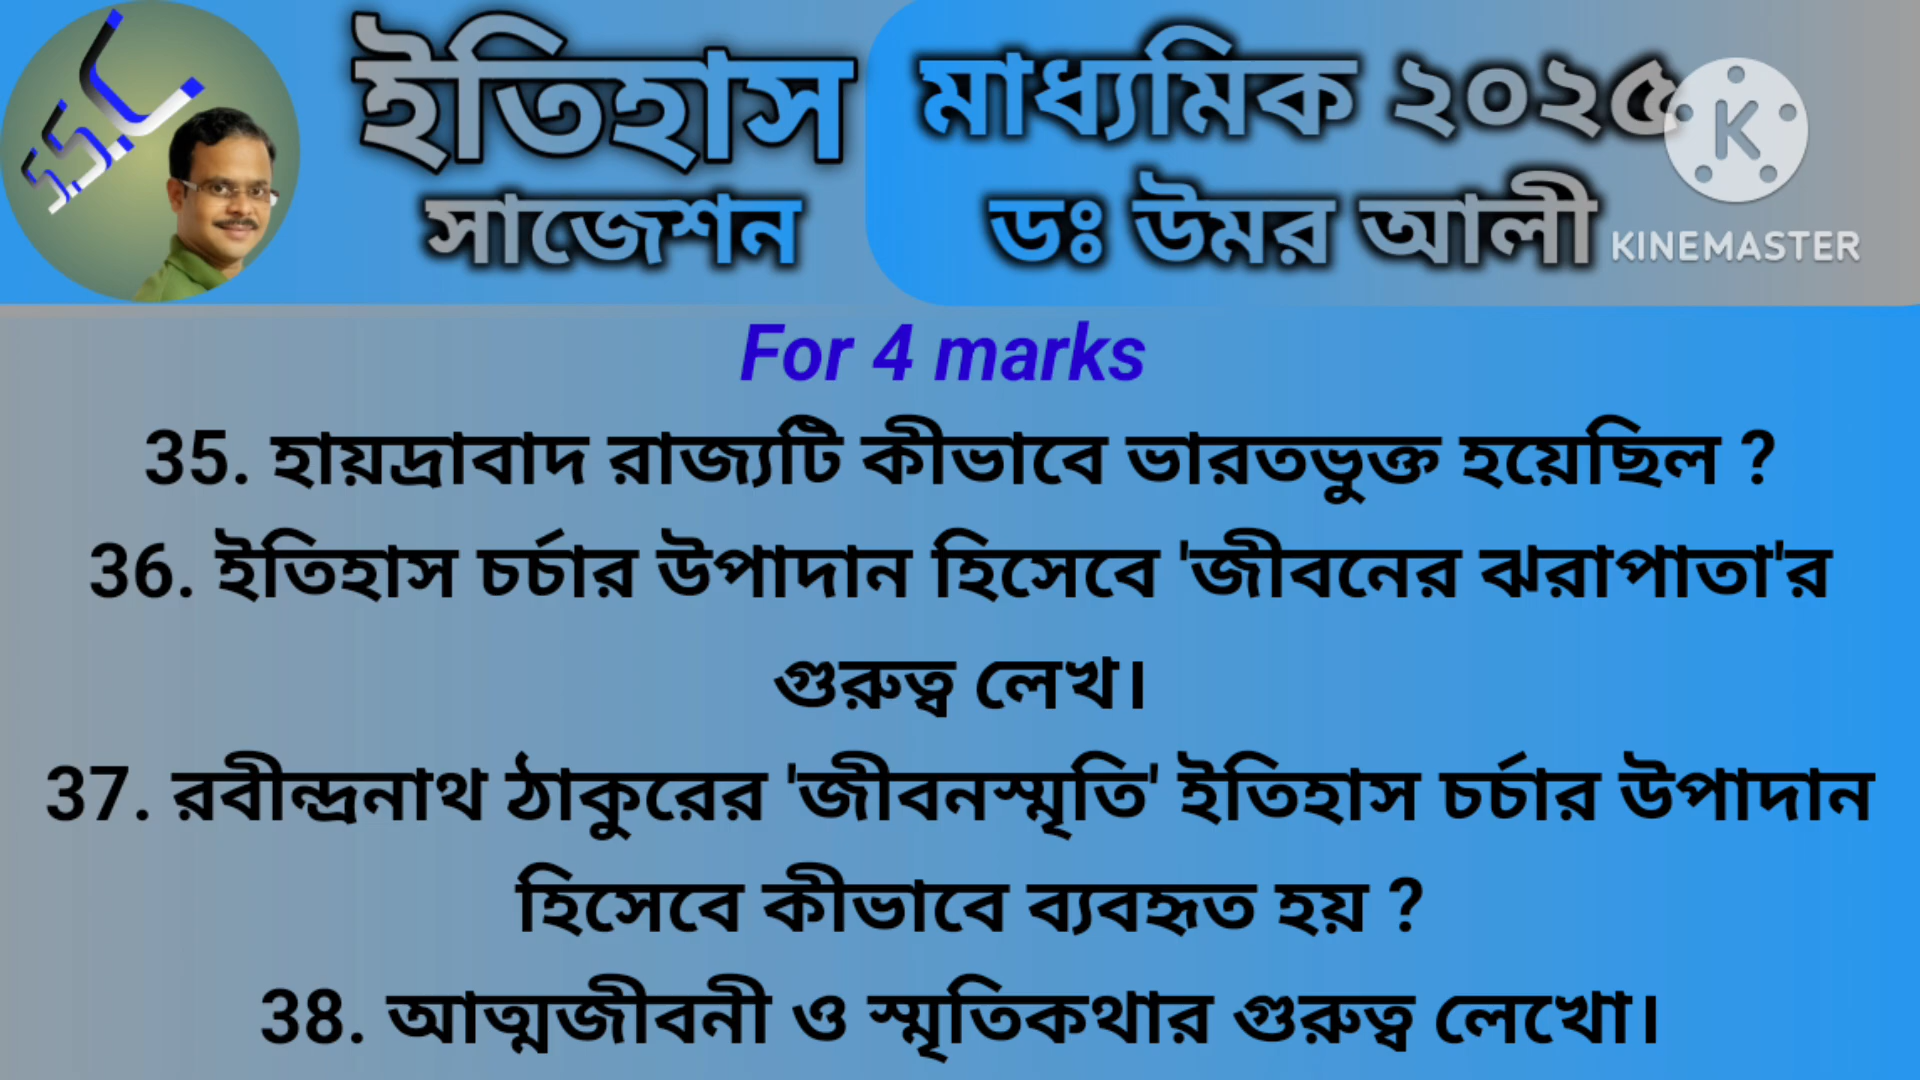 S.S.C
ইতিহাস
সাজেশন
মাধ্যমিক ২০২৫
ডঃ উমর আলী
K
KINEMASTER
For 4 marks
35. হায়দ্রাবাদ রাজ্যটি কীভাবে ভারতভুক্ত হয়েছিল ?
36. ইতিহাস চর্চার উপাদান হিসেবে 'জীবনের ঝরাপাতা'র
গুরুত্ব লেখ।
37. রবীন্দ্রনাথ ঠাকুরের 'জীবনস্মৃতি' ইতিহাস চর্চার উপাদান
হিসেবে কীভাবে ব্যবহৃত হয় ?
38. আত্মজীবনী ও স্মৃতিকথার গুরুত্ব লেখো।